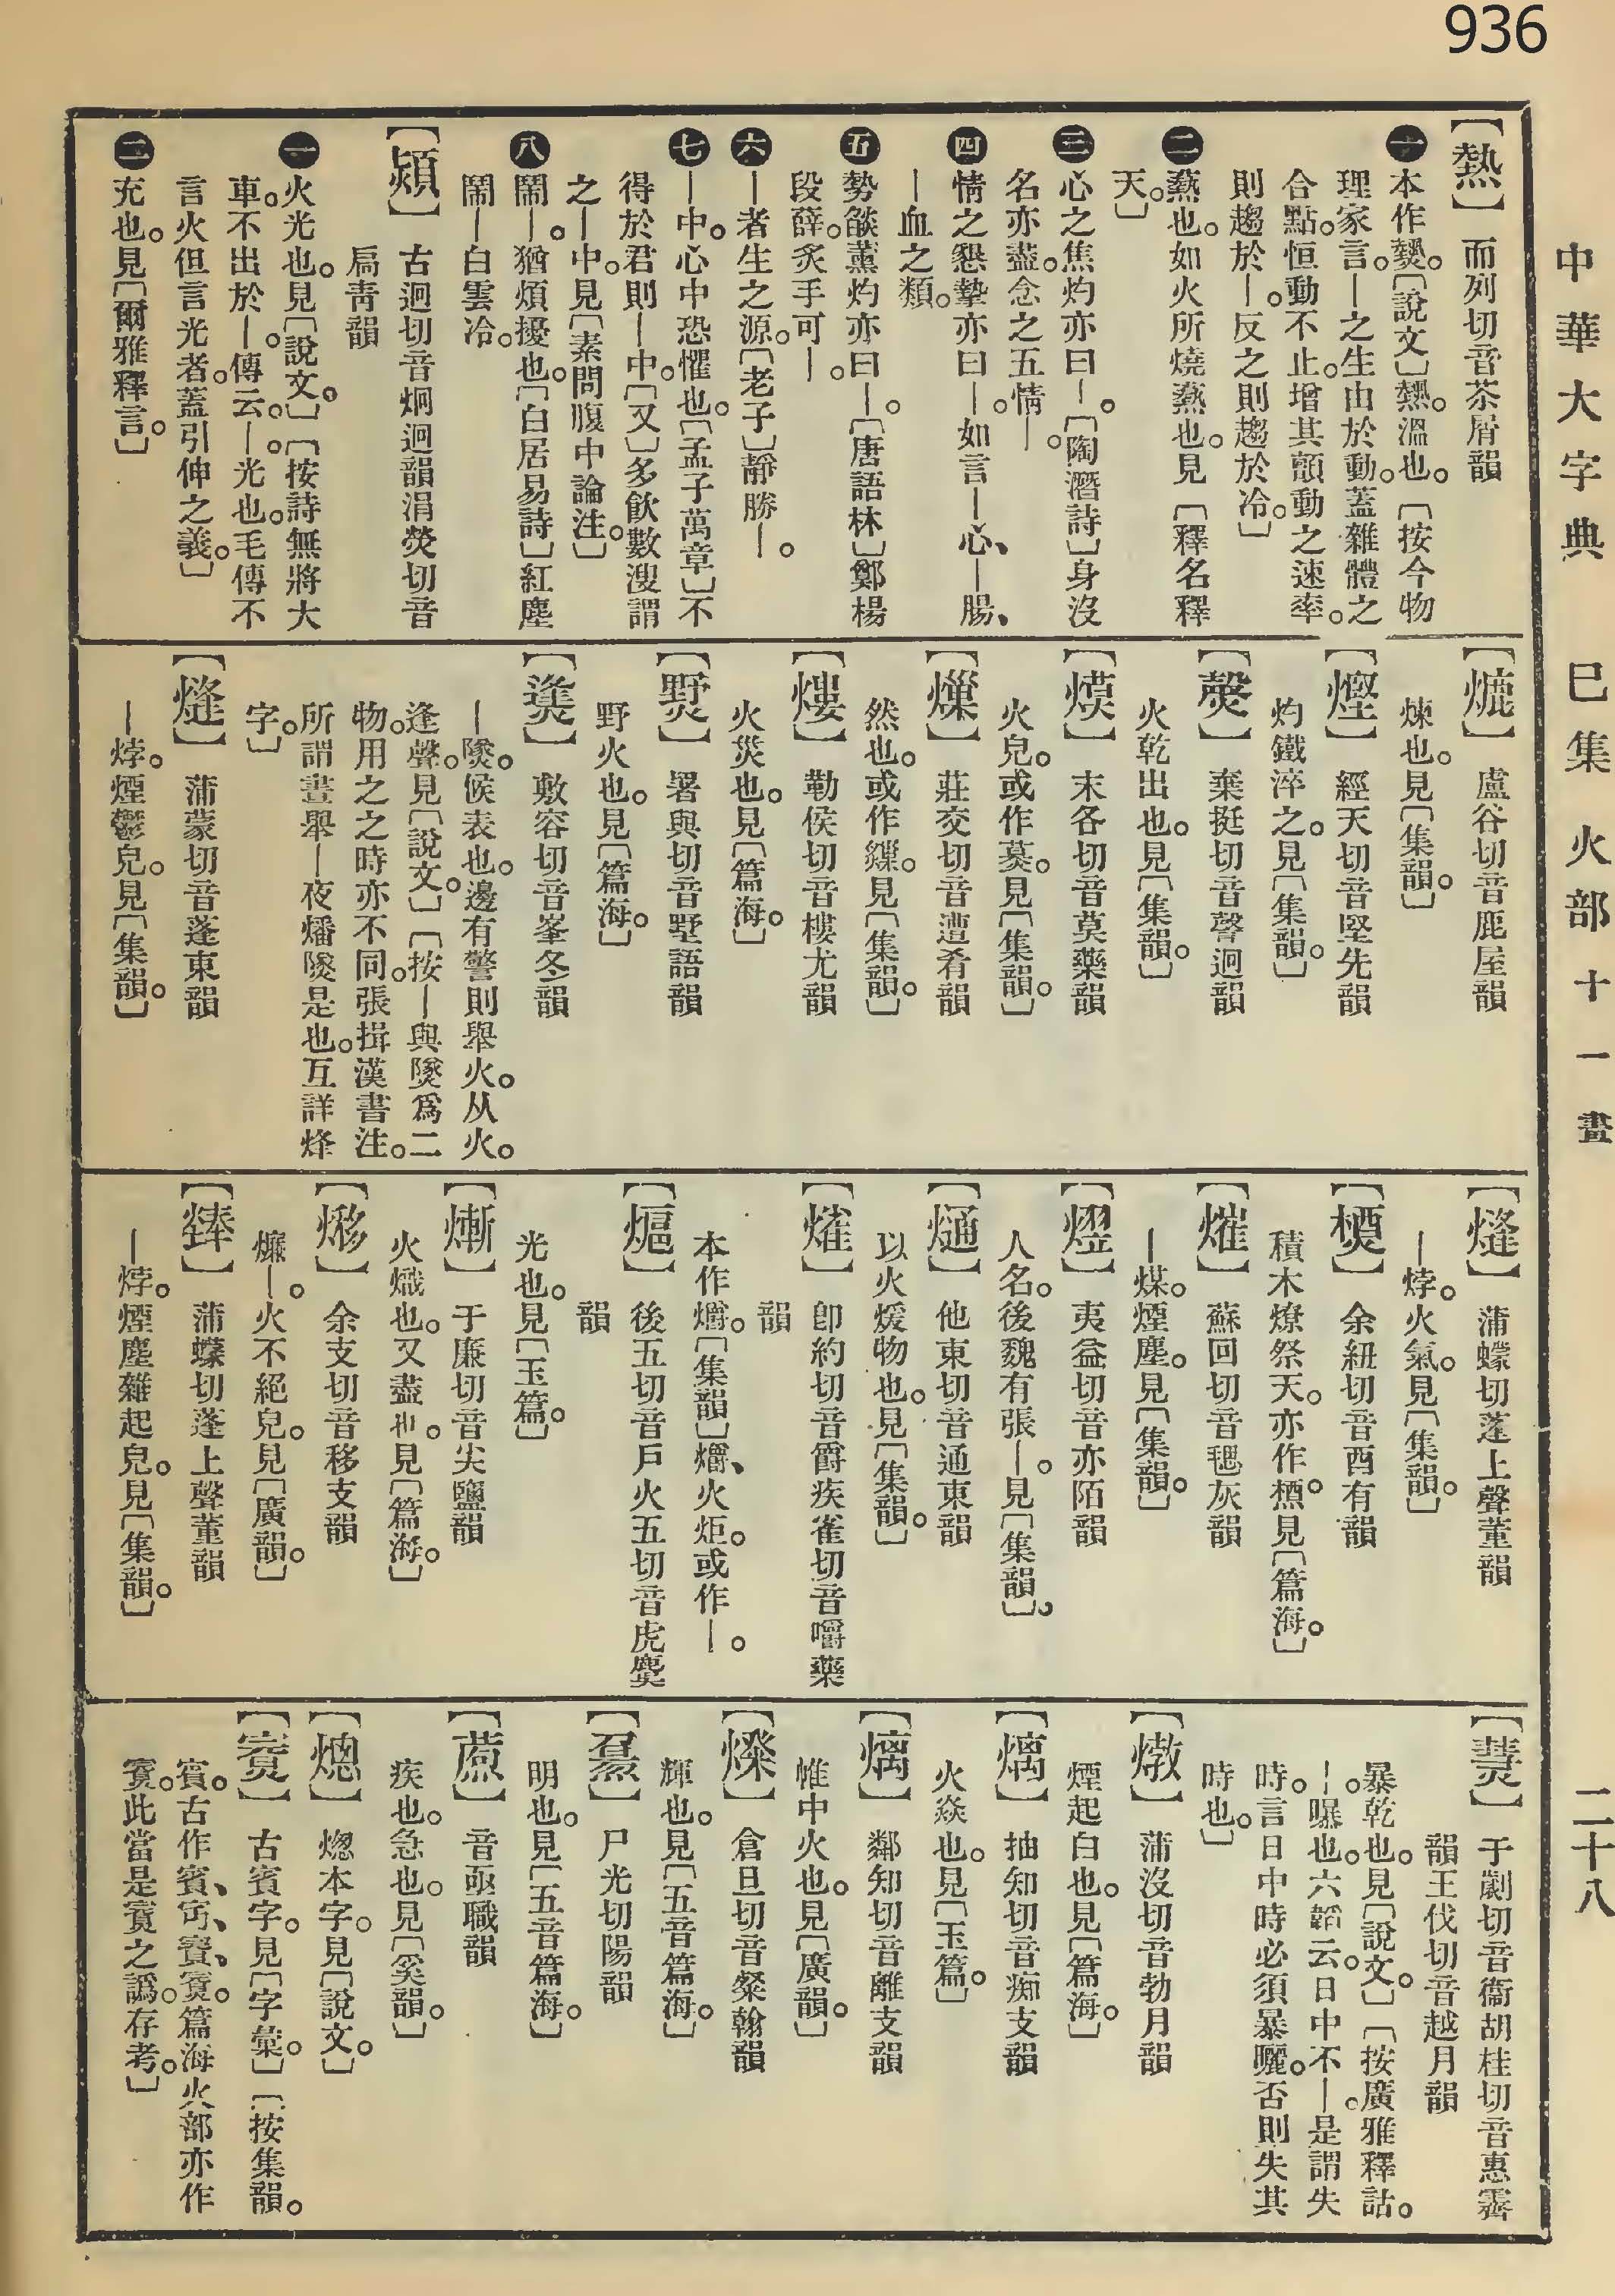 936
中華大字典　巳集　火部　十一畫　二十八
【熱】　而列切音茶屑韻
一本作㸐。〔說文〕熱。溫也。〔按今物
理家言。—之生由於動。蓋雜體之
合點。恒動不止。增其顫動之速率。
則趨於—。反之則趨於冷。〕
二爇也。如火所燒爇也。見〔釋名釋
天。〕
三心之焦灼亦曰—。〔陶潛詩〕身沒
名亦盡。念之五情—。
四情之懇摯亦曰—。如言—心、—腸、
—血之類。
五勢燄薰灼亦曰—。〔唐語林〕鄭楊
段薛。炙手可—。
六—者生之源。〔老子〕靜勝—。
七—中。心中恐懼也。〔孟子萬章〕不
得於君則—中。〔又〕多飲數溲謂
之—中。見〔素問腹中論注。〕
八鬧—。猶煩擾也。〔白居易詩〕紅塵
鬧—白雲冷。
【熲】　古迥切音炯迥韻涓熒切音
扃青韻
一火光也。見〔說文。〕〔按詩無將大
車。不出於—。傳云。—。光也。毛傳不
言火但言光者。蓋引伸之義。〕
二充也。見〔爾雅釋言。〕
【熝】　盧谷切音鹿屋韻
煉也。見〔集韻。〕
【𤏭】　經天切音堅先韻
灼鐵淬之。見〔集韻。〕
棄挺切音謦迥韻
火乾出也。見〔集韻。〕
【熯】　末各切音莫藥韻
火皃。或作㷬。見〔集韻。〕
【㷅】　莊交切音遭肴韻
然也。或作㷹。見〔集韻。〕
【熡】　勒侯切音樓尤韻
火災也。見〔篇海。〕
【㷇】　署與切音墅語韻
野火也。見〔篇海。〕
【㷭】　敷容切音峯冬韻
—㷂。候表也。邊有警則舉火。从火。
逢聲。見〔說文。〕〔按—與㷂爲二
物。用之之時亦不同。張揖漢書注。
所謂晝舉—夜燔㷂是也。互詳烽
字。〕
【熢】　蒲蒙切音蓬東韻
—㶿。煙鬱皃。見〔集韻。〕
【熢】　蒲蠓切蓬上聲董韻
—㶿。火氣。見〔集韻。〕
【槱】　余紐切音酉有韻
積木燎祭天。亦作槱見〔篇海。〕
【熣】　蘇回切音毸灰韻
—煤。煙塵。見〔集韻。〕
【熤】　夷益切音亦陌韻
人名。後魏有張—。見〔集韻。〕
【熥】　他東切音通東韻
以火煖物也。見〔集韻。〕
【㸈】　卽約切音爵疾雀切音嚼藥
韻
本作爝。〔集韻〕爝、火炬。或作—。
【熩】　後五切音戶火五切音虎麌
韻
光也。見〔玉篇。〕
【熸】　于廉切音尖鹽韻
火熾也。又盡也。見〔篇海。〕
【熪】　余支切音移支韻
熑—。火不絕皃。見〔廣韻。〕
蒲蠓切蓬上聲董韻
—㶿。煙塵雜起皃。見〔集韻。〕
【㷸】　于劌切音衞胡桂切音惠霽
韻王伐切音越月韻
暴乾也。見〔說文。〕〔按廣雅釋詁。
—。曝也。六韜云。日中不—。是謂失
時。言日中時必須暴曬。否則失其
時也。〕
【㷟】　蒲沒切音勃月韻
煙起白也。見〔篇海。〕
【㷰】　抽知切音痴支韻
火焱也。見〔玉篇。〕
【㷰】　鄰知切音離支韻
帷中火也。見〔廣韻。〕
倉旦切音粲翰韻
輝也。見〔五音篇海。〕
尸光切陽韻
明也。見〔五音篇海。〕
音亟職韻
疾也。急也。見〔奚韻。〕
【熜】　熜本字。見〔說文。〕
古賓字。見〔字彙。〕〔按集韻。
賓。古作賓、㝉、𡧼、𡪛。篇海火部亦作
此當是賓之譌。存考。〕